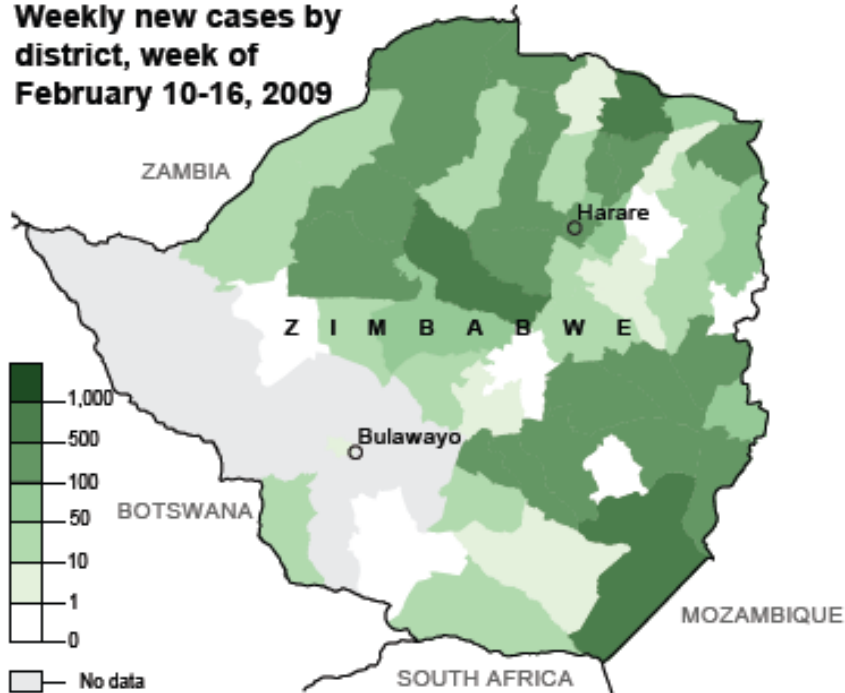 Weekly new cases by
district, week of
February 10-16, 2009
ZAMBIA
Harare
Z I M B A B W E
1,000
500
100
50
10
1
0
No data
Bulawayo
BOTSWANA
MOZAMBIQUE
SOUTH AFRICA